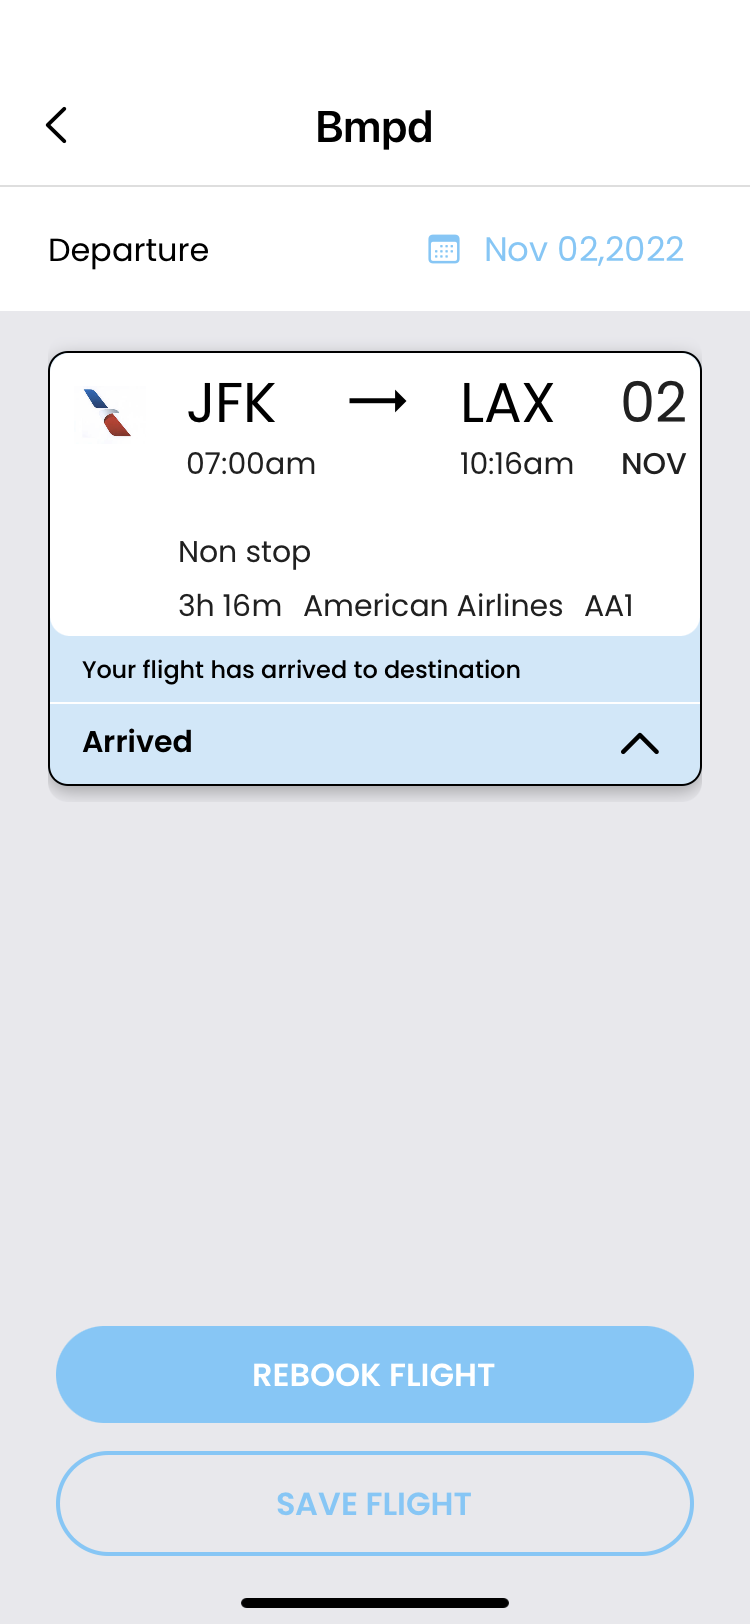 Bmpd
Departure Nov 02,2022
JFK LAX 02
07:00am 10:16am NOV
Non stop
3h 16m American Airlines AA1
Your flight has arrived to destination
Arrived
REBOOK FLIGHT
SAVE FLIGHT